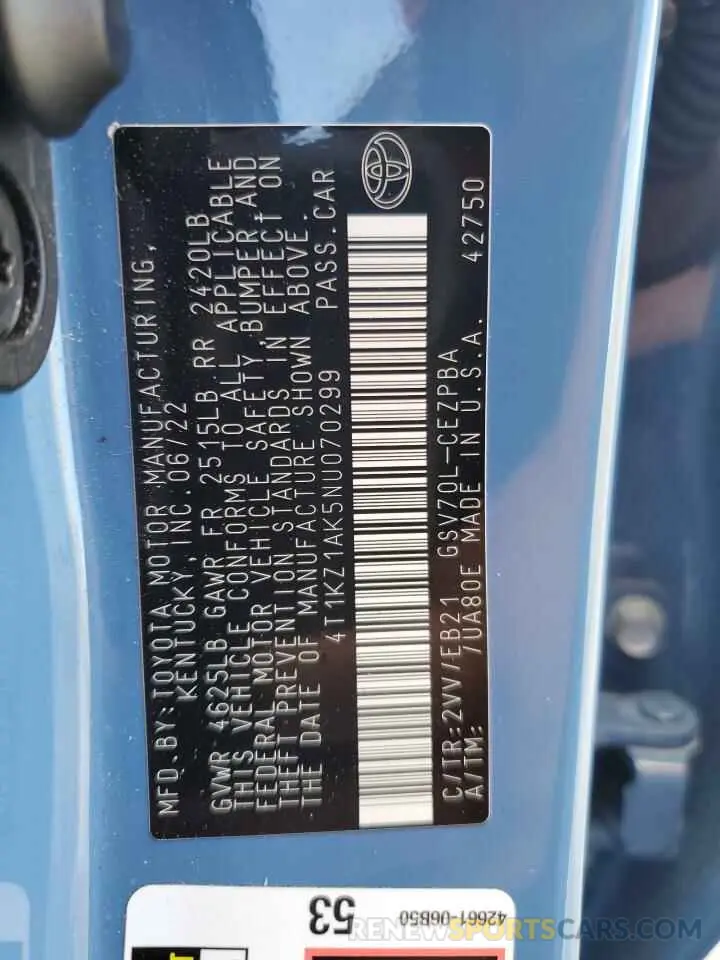 MFD.BY:TOYOTA MOTOR MANUFACTURING,
KENTUCKY, INC.06/22
GVWR 4625LB GAWR FR 2515LB RR 2420LB
THIS VEHICLE CONFORMS TO ALL APPLICABLE
FEDERAL MOTOR VEHICLE SAFETY, BUMPER,AND
THEFT PREVENTION STANDARDS IN EFFECT ON
THE DATE OF MANUFACTURE SHOWN ABOVE.
4T1KZ1AK5NU070299 PASS.CAR
C/TR:2VV/EB21 GSV70L-CEZPBA
A/TM: /UA80E MADE IN U.S.A. 42750
53
42661-06B50
RENEWSPORTSCARS.COM